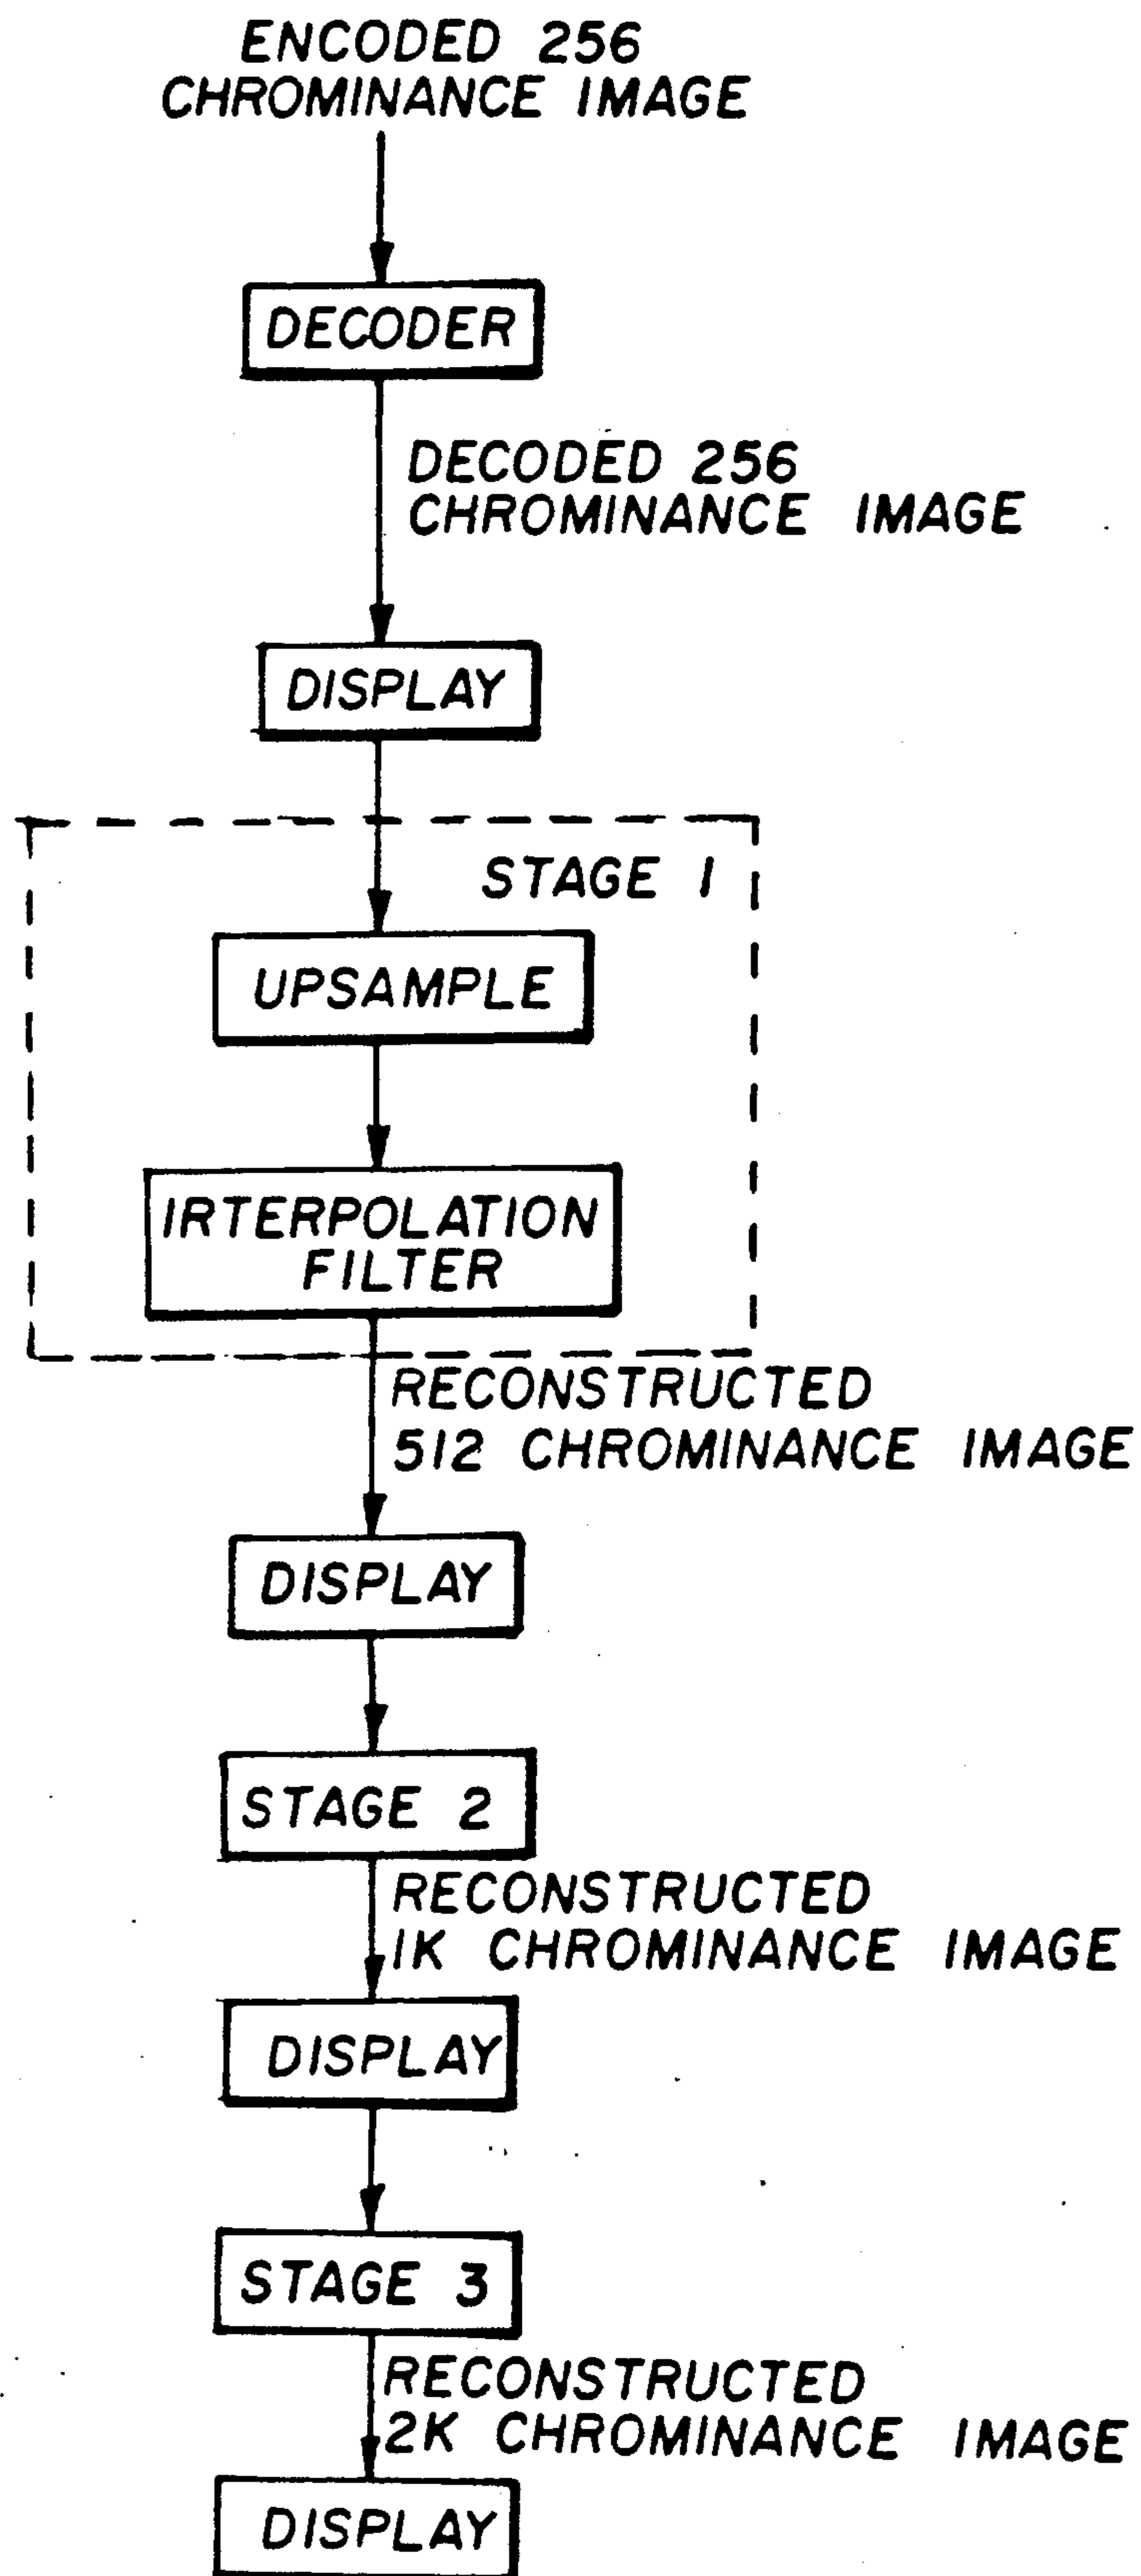 ENCODED 256
CHROMINANCE IMAGE
DECODER
DECODED 256
CHROMINANCE IMAGE
DISPLAY
STAGE 1
UPSAMPLE
IRTERPOLATION
FILTER
RECONSTRUCTED
512 CHROMINANCE IMAGE
DISPLAY
STAGE 2
RECONSTRUCTED
1K CHROMINANCE IMAGE
DISPLAY
STAGE 3
RECONSTRUCTED
2K CHROMINANCE IMAGE
DISPLAY